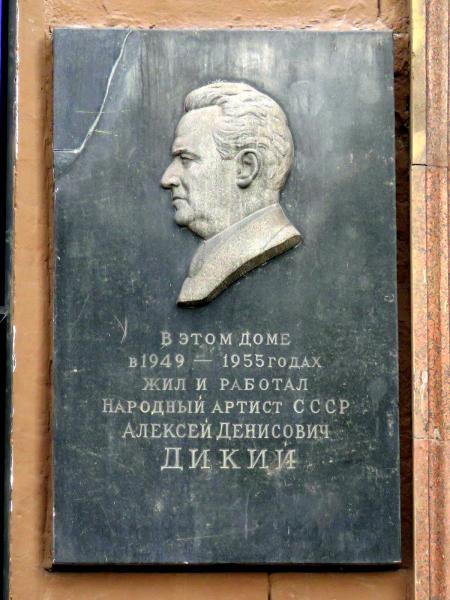 В ЭТОМ ДОМЕ
в 1949 — 1955 ГОДАХ
ЖИЛ И РАБОТАЛ
НАРОДНЫЙ АРТИСТ СССР
АЛЕКСЕЙ ДЕНИСОВИЧ
ДИКИЙ